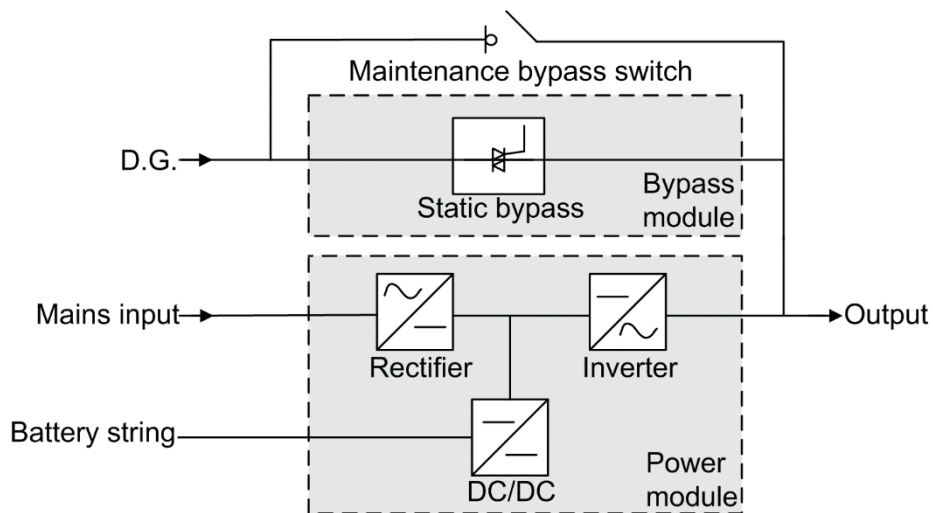 Maintenance bypass switch
D.G.
Static bypass
Bypass
module
Mains input
Rectifier
Inverter
Output
Battery string
DC/DC
Power
module